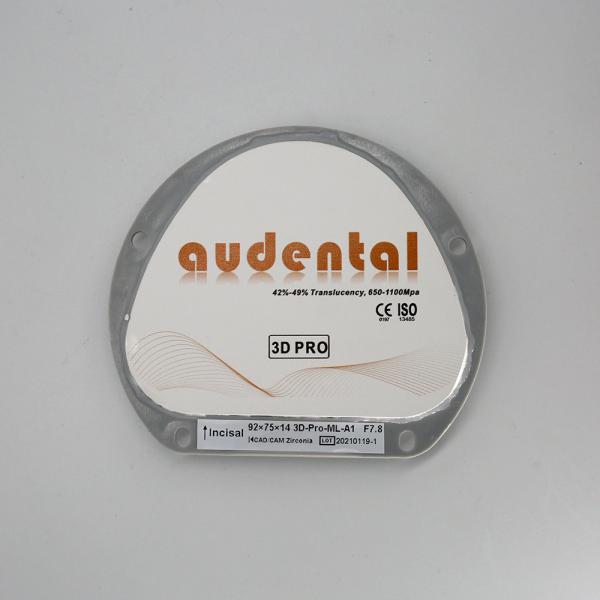 audental
42%-49% Translucency, 650-1100Mpa
CE ISO
0197 13485
3D PRO
↑Incisal 92×75×14 3D-Pro-ML-A1 F7.8
CAD/CAM Zirconia LOT 20210119-1